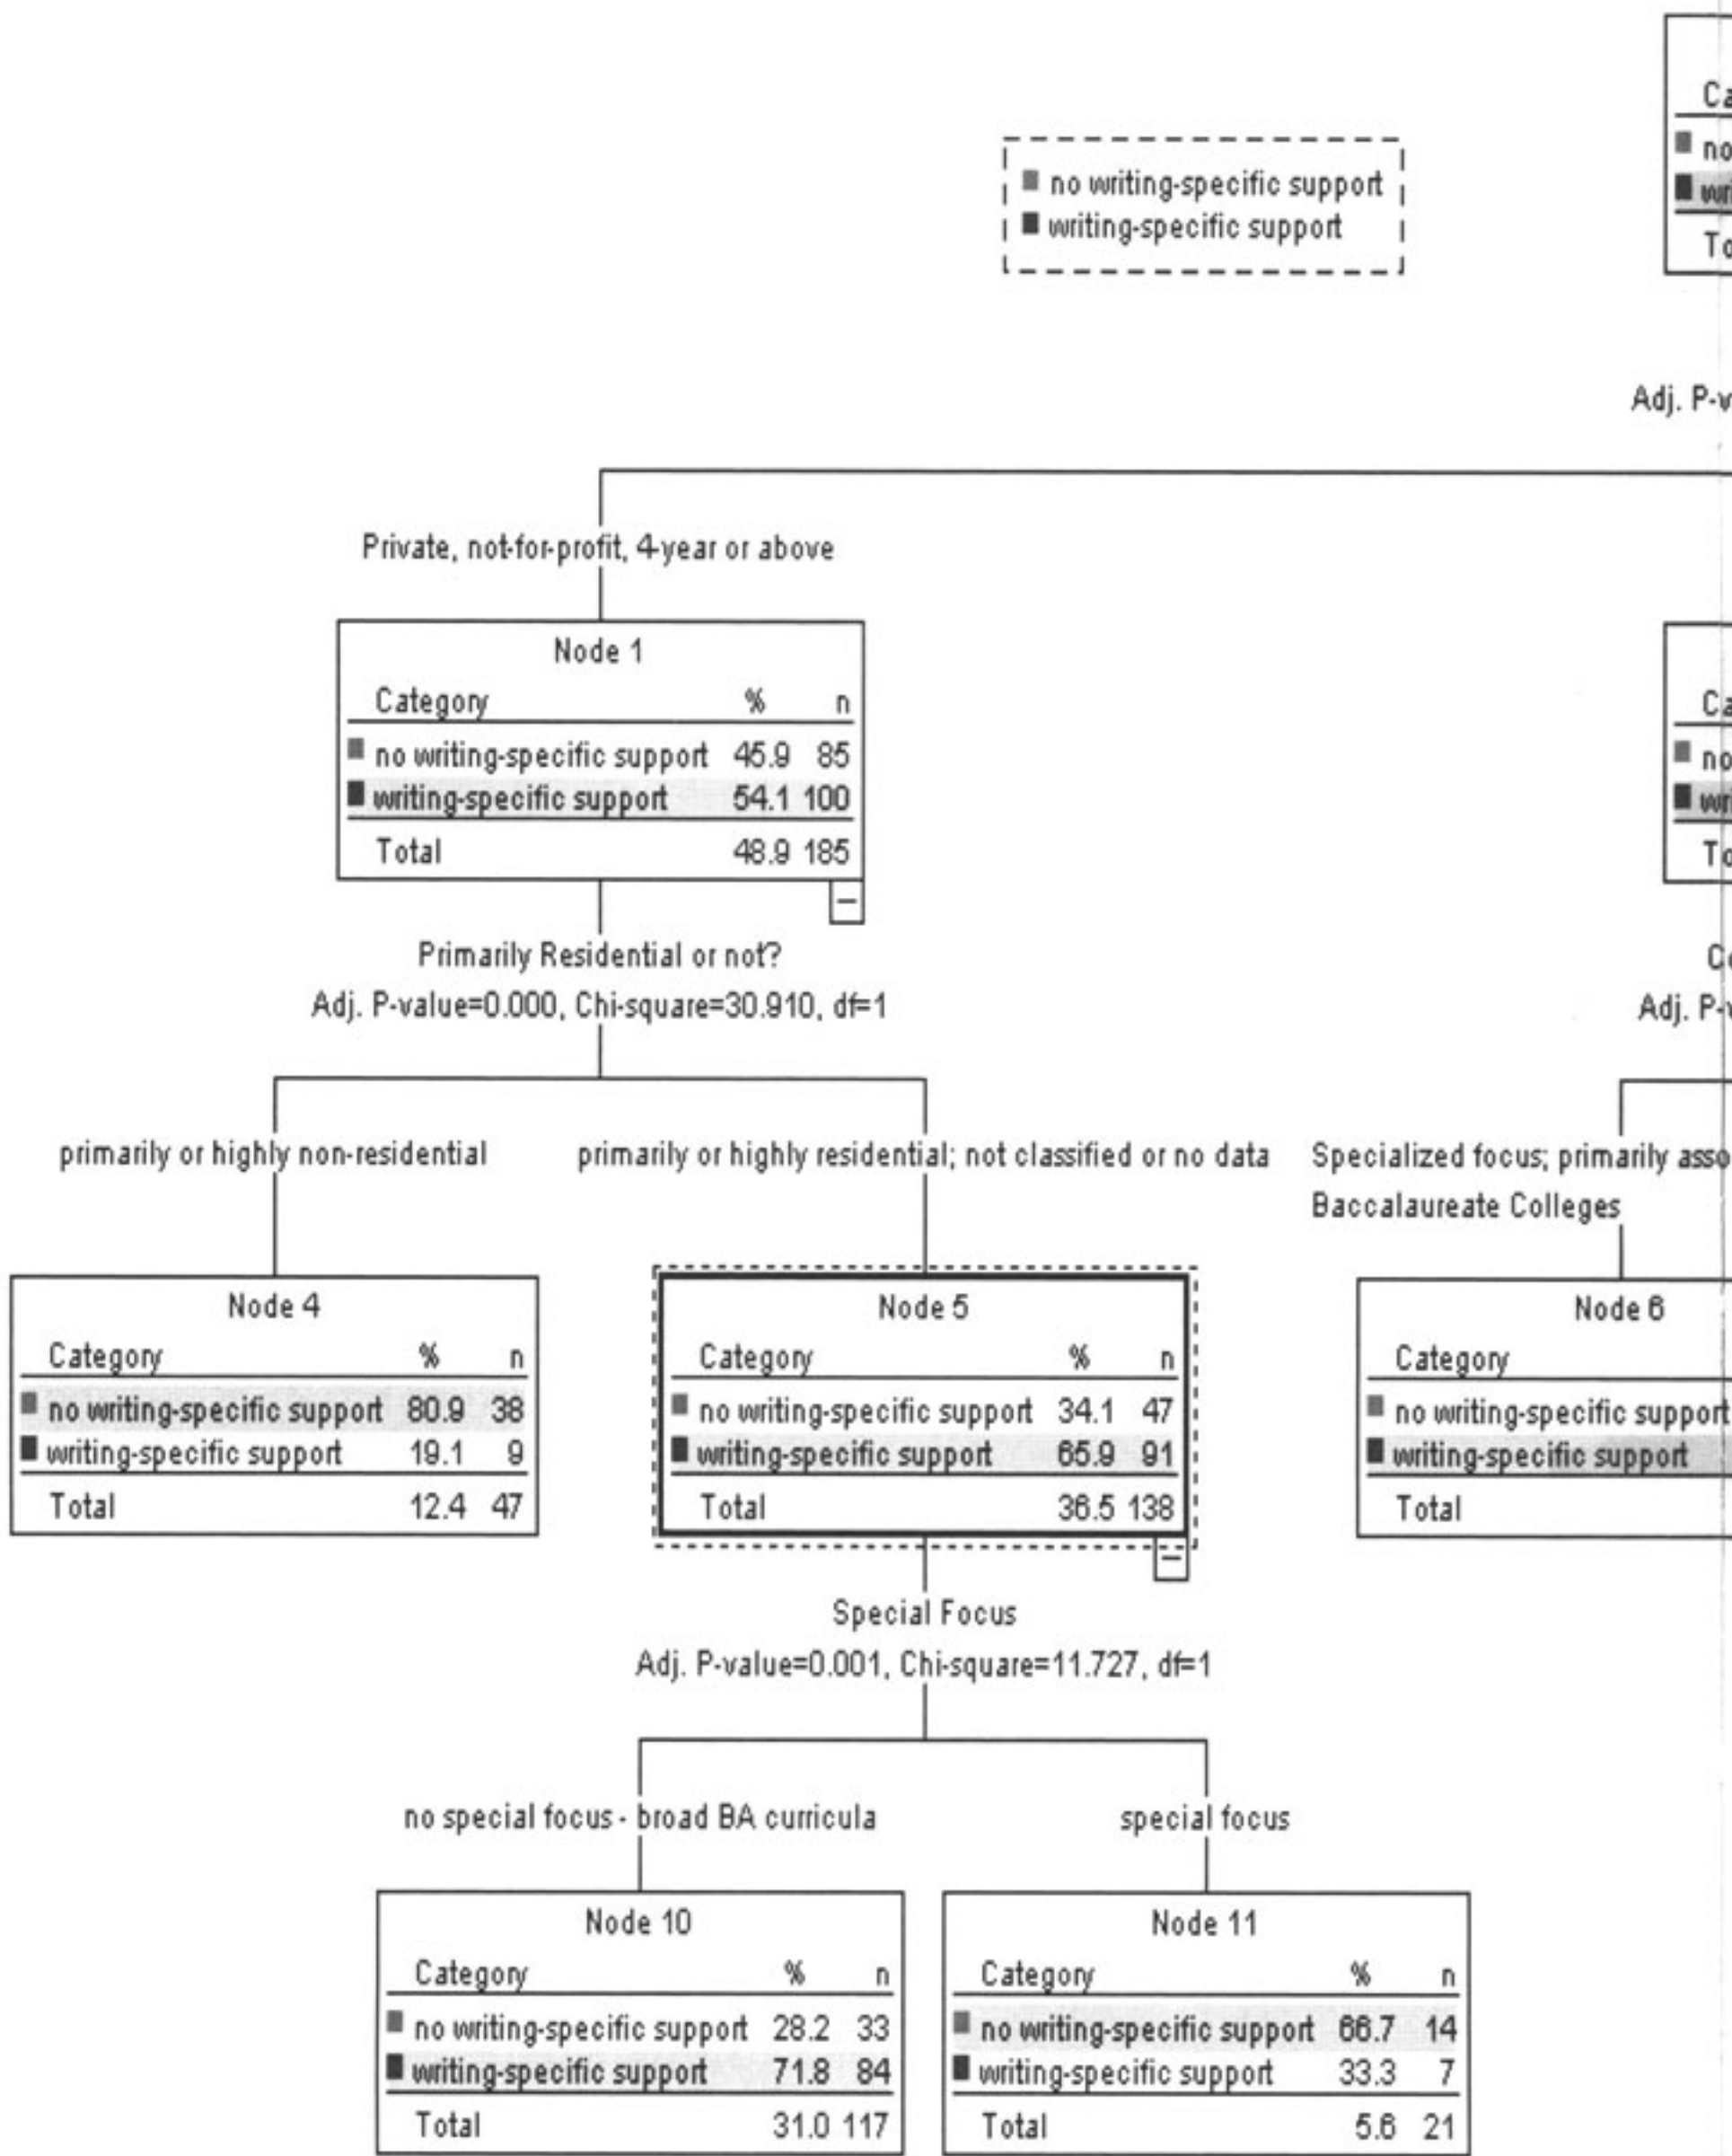 no writing-specific support
writing-specific support
Adj.
Private, not-for-profit, 4-year or above
Node 1
Category % n
no writing-specific support 45.9 85
writing-specific support 54.1 100
Total 48.9 185
Primarily Residential or not?
Adj. P-value=0.000, Chi-square=30.910, df=1
Adj.
primarily or highly non-residential
primarily or highly residential; not classified or no data
Specialized focus; primarily
Baccalaureate Colleges
Node 4
Category % n
no writing-specific support 80.9 38
writing-specific support 19.1 9
Total 12.4 47
Node 5
Category % n
no writing-specific support 34.1 47
writing-specific support 65.9 91
Total 36.5 138
Node 6
Category
no writing-specific support
writing-specific support
Total
Special Focus
Adj. P-value=0.001, Chi-square=11.727, df=1
no special focus - broad BA curricula
special focus
Node 10
Category % n
no writing-specific support 28.2 33
writing-specific support 71.8 84
Total 31.0 117
Node 11
Category % n
no writing-specific support 66.7 14
writing-specific support 33.3 7
Total 5.6 21